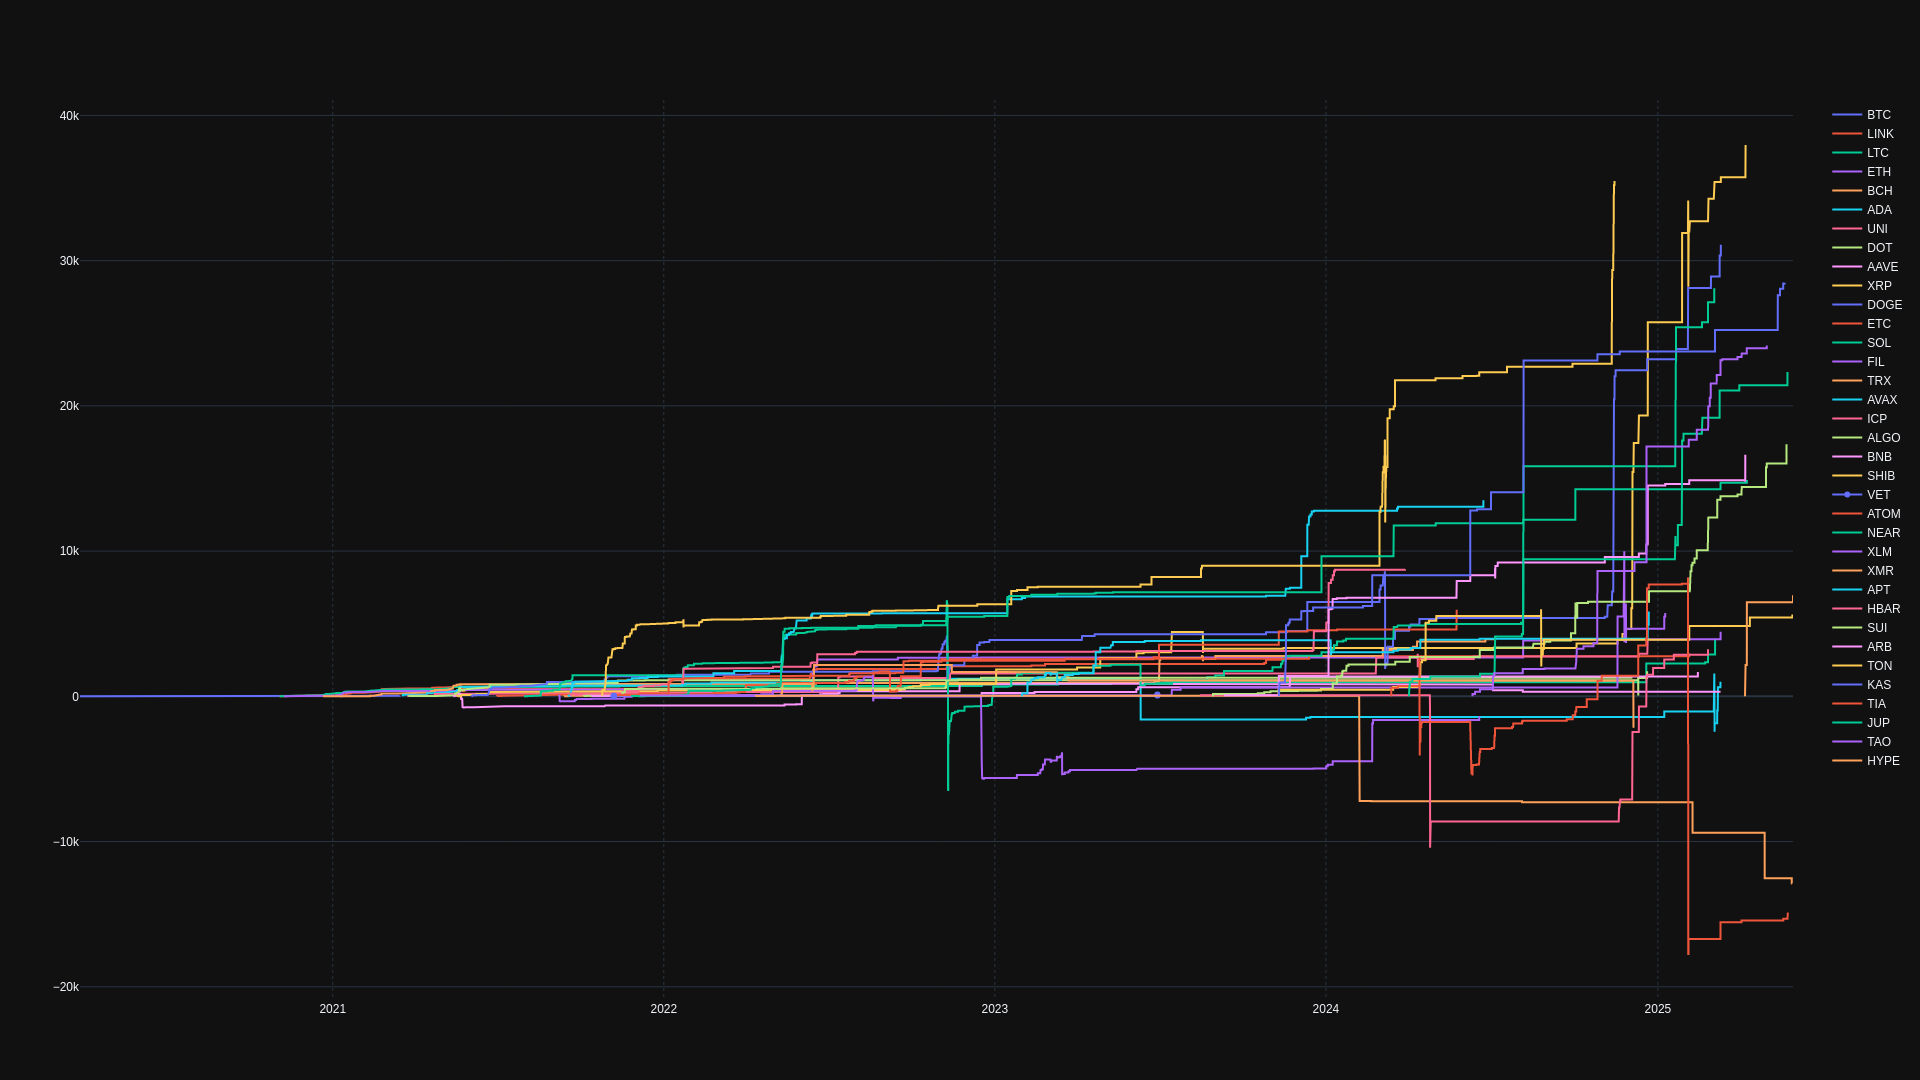 40k
30k
20k
10k
0
−10k
−20k
2021
2022
2023
2024
2025
BTC
LINK
LTC
ETH
BCH
ADA
UNI
DOT
AAVE
XRP
DOGE
ETC
SOL
FIL
TRX
AVAX
ICP
ALGO
BNB
SHIB
VET
ATOM
NEAR
XLM
XMR
APT
HBAR
SUI
ARB
TON
KAS
TIA
JUP
TAO
HYPE